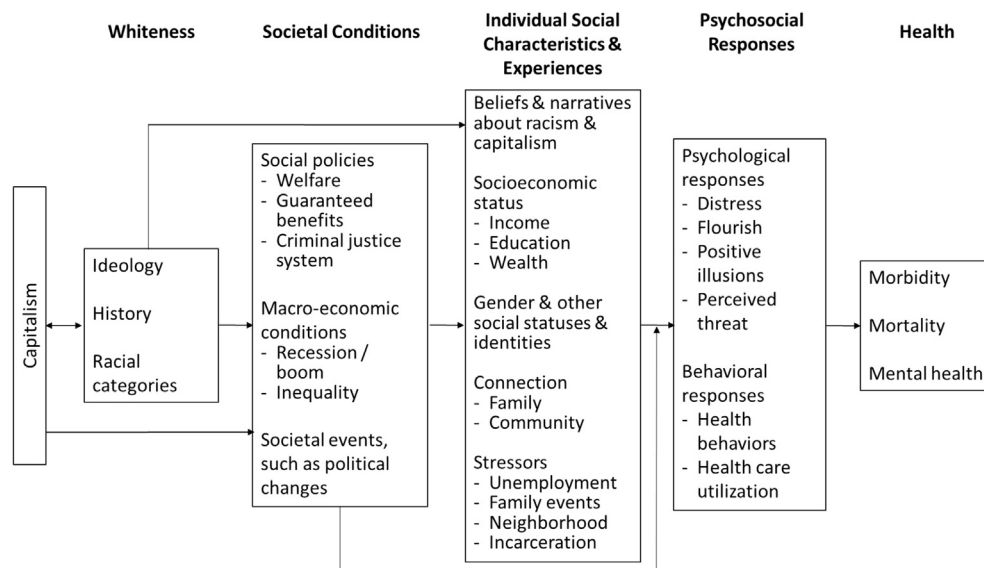 Whiteness
Societal Conditions
Individual Social
Characteristics &
Experiences
Psychosocial
Responses
Health
Capitalism
Ideology
History
Racial
categories
Social policies
- Welfare
- Guaranteed
benefits
- Criminal justice
system
Macro-economic
conditions
- Recession /
boom
- Inequality
Societal events,
such as political
changes
Beliefs & narratives
about racism &
capitalism
Socioeconomic
status
- Income
- Education
- Wealth
Gender & other
social statuses &
identities
Connection
- Family
- Community
Stressors
- Unemployment
- Family events
- Neighborhood
- Incarceration
Psychological
responses
- Distress
- Flourish
- Positive
illusions
- Perceived
threat
Behavioral
responses
- Health
behaviors
- Health care
utilization
Morbidity
Mortality
Mental health